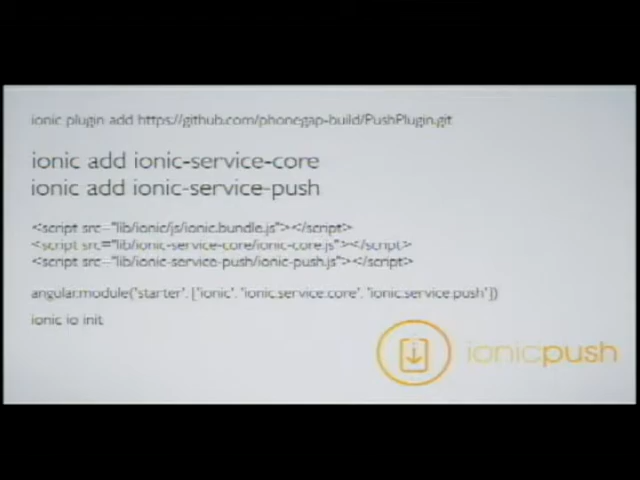 ionic plugin add https://github.com/phonegap-build/PushPlugin.git
ionic add ionic-service-core
ionic add ionic-service-push
<script src="lib/ionic/js/ionic.bundle.js"></script>
<script src="lib/ionic-service-core/ionic-core.js"></script>
<script src="lib/ionic-service-push/ionic-push.js"></script>
angular.module('starter', ['ionic', 'ionic.service.core', 'ionic.service.push'])
ionic io init
ionicpush